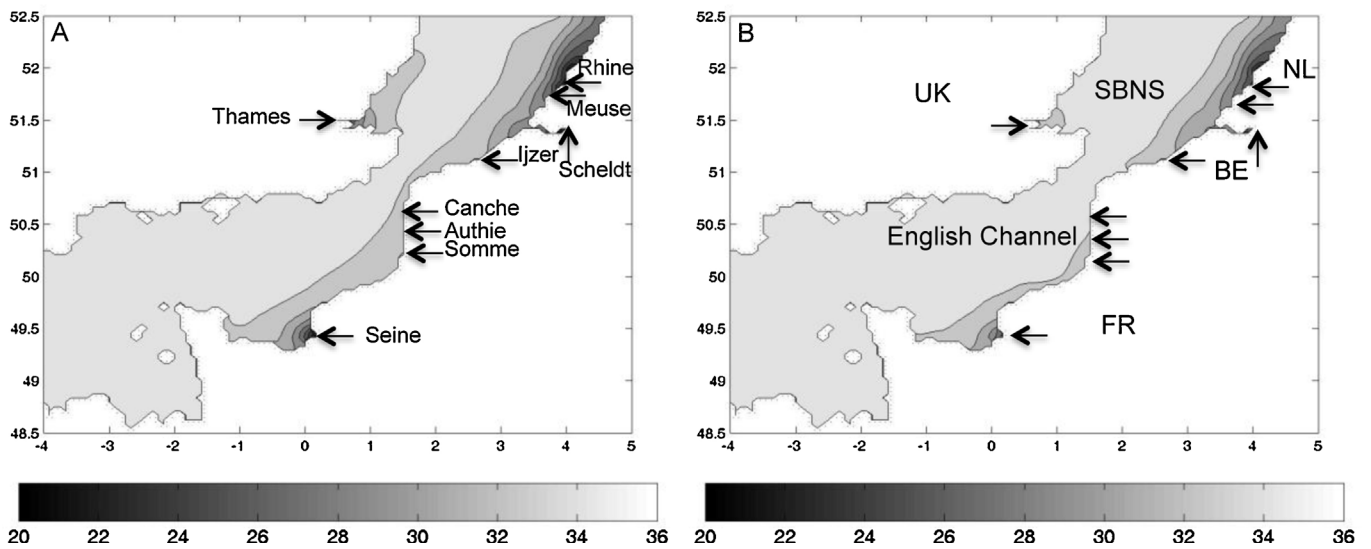 A
52.5
52
51.5
51
50.5
50
49.5
49
48.5
-4 -3 -2 -1 0 1 2 3 4 5
Thames
Rhine
Meuse
Ijzer
Scheldt
Canche
Authie
Somme
Seine
20 22 24 26 28 30 32 34 36
B
52.5
52
51.5
51
50.5
50
49.5
49
48.5
-4 -3 -2 -1 0 1 2 3 4 5
UK
SBNS
NL
BE
English Channel
FR
20 22 24 26 28 30 32 34 36